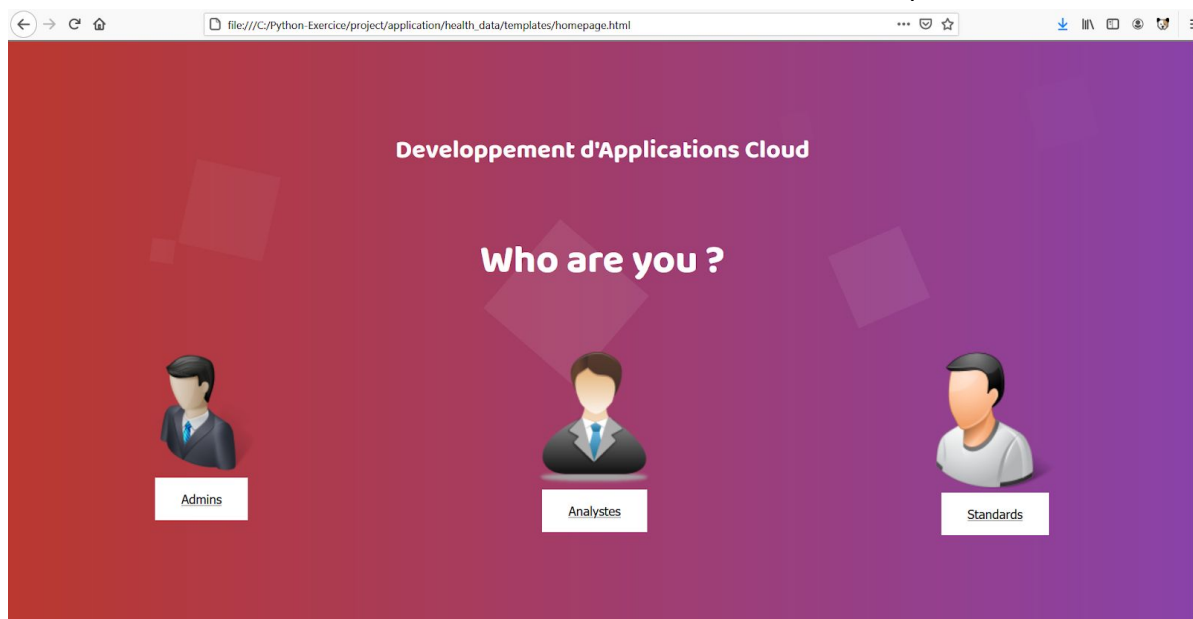 file:///C:/Python-Exercice/project/application/health_data/templates/homepage.html
Developpement d'Applications Cloud
Who are you ?
Admins
Analystes
Standards